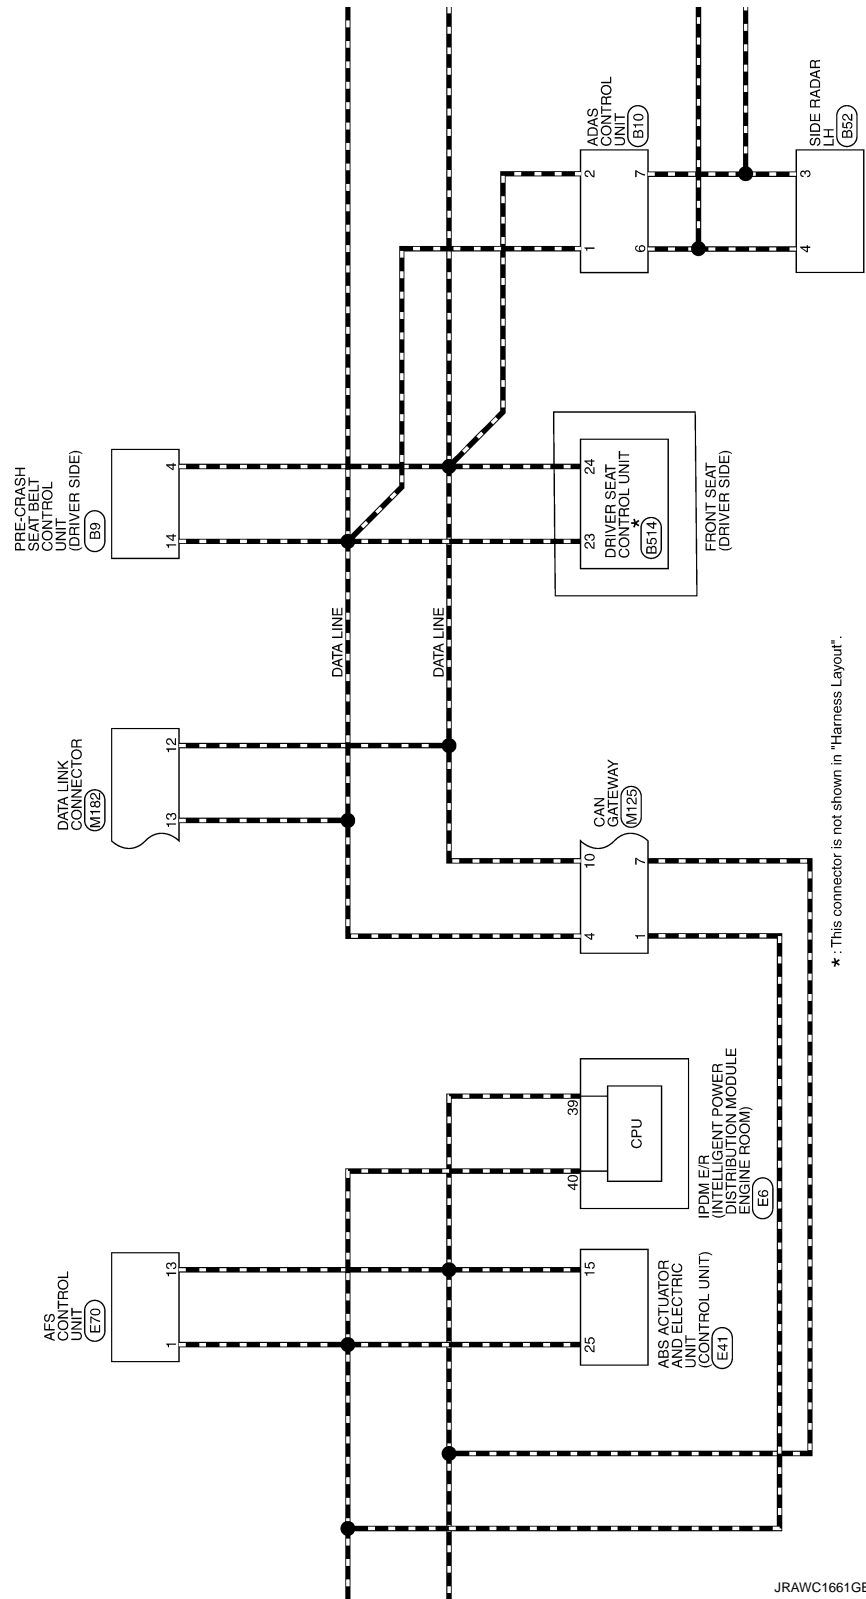 AFS
CONTROL
UNIT
E70
1
13
25
15
ABS ACTUATOR
AND ELECTRIC
UNIT
(CONTROL UNIT)
E41
40
39
CPU
IPDM E/R
(INTELLIGENT POWER
DISTRIBUTION MODULE
ENGINE ROOM)
E6
DATA LINK
CONNECTOR
M182
13
12
CAN
GATEWAY
M125
4
10
1
7
DATA LINE
DATA LINE
PRE-CRASH
SEAT BELT
CONTROL
UNIT
(DRIVER SIDE)
B9
14
4
23
24
DRIVER SEAT
CONTROL UNIT
*
B514
FRONT SEAT
(DRIVER SIDE)
ADAS
CONTROL
UNIT
B10
1
2
6
7
SIDE RADAR
LH
B52
4
3
* : This connector is not shown in "Harness Layout".
JRAWC1661GE